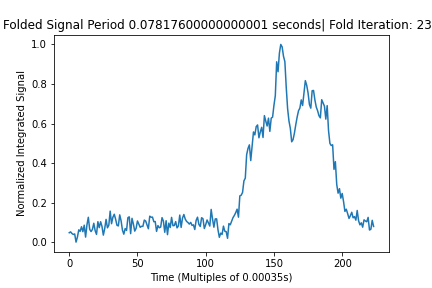 Folded Signal Period 0.07817600000000001 seconds| Fold Iteration: 23
1.0
0.8
0.6
0.4
0.2
0.0
Normalized Integrated Signal
0 50 100 150 200
Time (Multiples of 0.00035s)